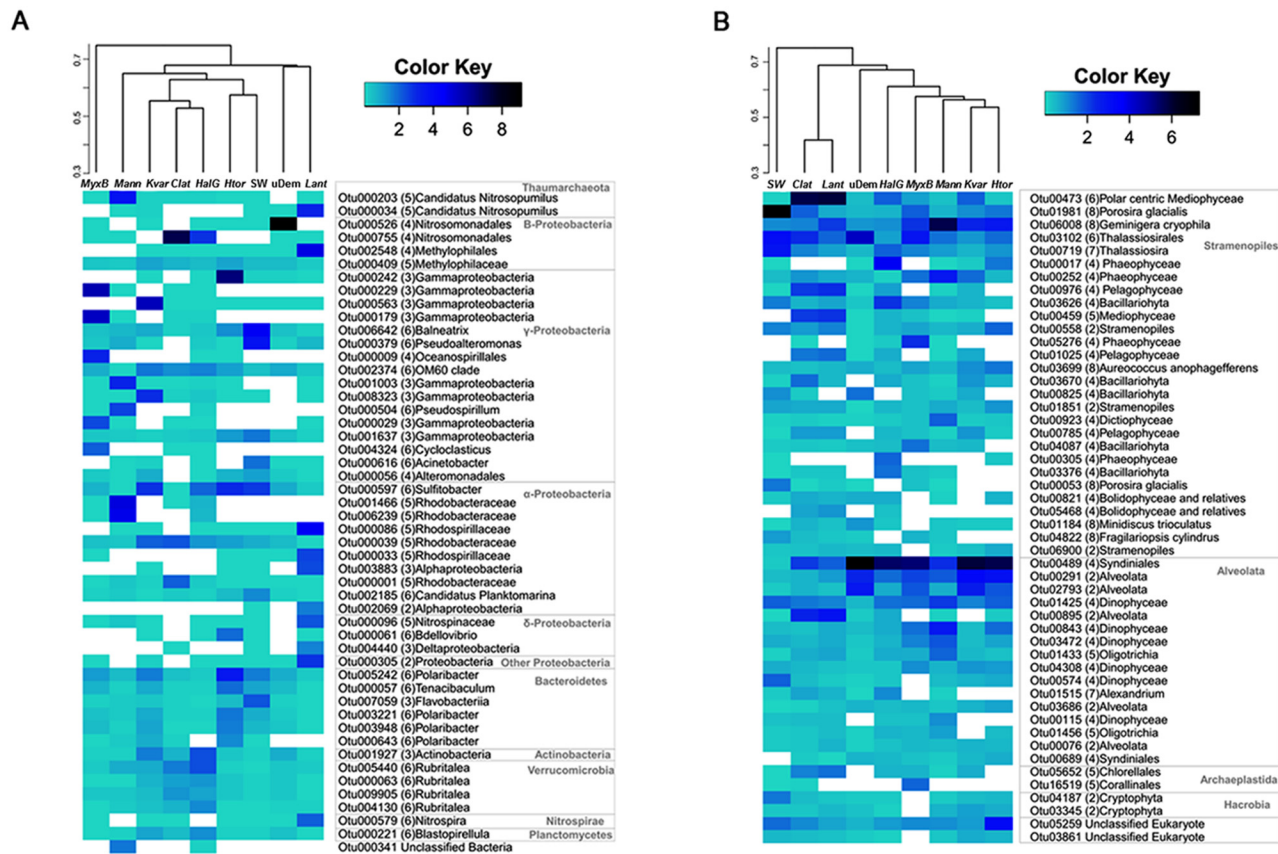 A
0.7
0.5
0.3
Color Key
2 4 6 8
MyxB Mann Kvar Clat HalG Htor SW uDem Lant
Thaumarchaeota
Otu000203 (5)Candidatus Nitrosopumilus
Otu000034 (5)Candidatus Nitrosopumilus
Otu000526 (4)Nitrosomonadales B-Proteobacteria
Otu000755 (4)Nitrosomonadales
Otu002548 (4)Methylophilales
Otu000409 (5)Methylophilaceae
Otu000242 (3)Gammaproteobacteria
Otu000229 (3)Gammaproteobacteria
Otu000563 (3)Gammaproteobacteria
Otu000179 (3)Gammaproteobacteria
Otu006642 (6)Balneatrix γ-Proteobacteria
Otu000379 (6)Pseudoalteromonas
Otu000009 (4)Oceanospirillales
Otu002374 (6)OM60 clade
Otu001003 (3)Gammaproteobacteria
Otu008323 (3)Gammaproteobacteria
Otu000504 (6)Pseudospirillum
Otu000029 (3)Gammaproteobacteria
Otu001637 (3)Gammaproteobacteria
Otu004324 (6)Cycloclasticus
Otu000616 (6)Acinetobacter
Otu000056 (4)Alteromonadales
Otu000597 (6)Sulfitobacter α-Proteobacteria
Otu001466 (5)Rhodobacteraceae
Otu006239 (5)Rhodobacteraceae
Otu000086 (5)Rhodospirillaceae
Otu000039 (5)Rhodobacteraceae
Otu000033 (5)Rhodospirillaceae
Otu003883 (3)Alphaproteobacteria
Otu000001 (5)Rhodobacteraceae
Otu002185 (6)Candidatus Planktomarina
Otu002069 (2)Alphaproteobacteria
Otu000096 (5)Nitrospinaceae δ-Proteobacteria
Otu000061 (6)Bdellovibrio
Otu004440 (3)Deltaproteobacteria
Otu000305 (2)Proteobacteria Other Proteobacteria
Otu005242 (6)Polaribacter Bacteroidetes
Otu000057 (6)Tenacibaculum
Otu007059 (3)Flavobacteriia
Otu003221 (6)Polaribacter
Otu003948 (6)Polaribacter
Otu000643 (6)Polaribacter
Otu001927 (3)Actinobacteria Actinobacteria
Otu005440 (6)Rubritalea Verrucomicrobia
Otu000063 (6)Rubritalea
Otu009905 (6)Rubritalea
Otu004130 (6)Rubritalea
Otu000579 (6)Nitrospira Nitrospirae
Otu000221 (6)Blastopirellula Planctomycetes
Otu000341 Unclassified Bacteria
B
0.7
0.5
0.3
Color Key
2 4 6
SW Clat Lant uDem HalG MyxB Mann Kvar Htor
Otu00473 (6)Polar centric Mediophyceae
Otu01981 (8)Porosira glacialis
Otu06008 (8)Geminigera cryophila
Otu03102 (6)Thalassiosirales Stramenopiles
Otu00719 (7)Thalassiosira
Otu00017 (4) Phaeophyceae
Otu00252 (4)Phaeophyceae
Otu00976 (4) Pelagophyceae
Otu03626 (4)Bacillariohyta
Otu00459 (5)Mediophyceae
Otu00558 (2)Stramenopiles
Otu05276 (4) Phaeophyceae
Otu01025 (4)Pelagophyceae
Otu03699 (8)Aureococcus anophagefferens
Otu03670 (4)Bacillariohyta
Otu00825 (4)Bacillariohyta
Otu01851 (2)Stramenopiles
Otu00923 (4)Dictiophyceae
Otu00785 (4)Pelagophyceae
Otu04087 (4)Bacillariohyta
Otu00305 (4)Phaeophyceae
Otu03376 (4)Bacillariohyta
Otu00053 (8)Porosira glacialis
Otu00821 (4)Bolidophyceae and relatives
Otu05468 (4)Bolidophyceae and relatives
Otu01184 (8)Minidiscus trioculatus
Otu04822 (8)Fragilariopsis cylindrus
Otu06900 (2)Stramenopiles
Otu00489 (4)Syndiniales Alveolata
Otu00291 (2)Alveolata
Otu02793 (2)Alveolata
Otu01425 (4)Dinophyceae
Otu00895 (2)Alveolata
Otu00843 (4)Dinophyceae
Otu03472 (4)Dinophyceae
Otu01433 (5)Oligotrichia
Otu04308 (4)Dinophyceae
Otu00574 (4)Dinophyceae
Otu01515 (7)Alexandrium
Otu03686 (2)Alveolata
Otu00115 (4)Dinophyceae
Otu01456 (5)Oligotrichia
Otu00076 (2)Alveolata
Otu00689 (4)Syndiniales
Otu05652 (5)Chlorellales Archaeplastida
Otu16519 (5)Corallinales
Otu04187 (2)Cryptophyta Hacrobia
Otu03345 (2)Cryptophyta
Otu05259 Unclassified Eukaryote
Otu03861 Unclassified Eukaryote